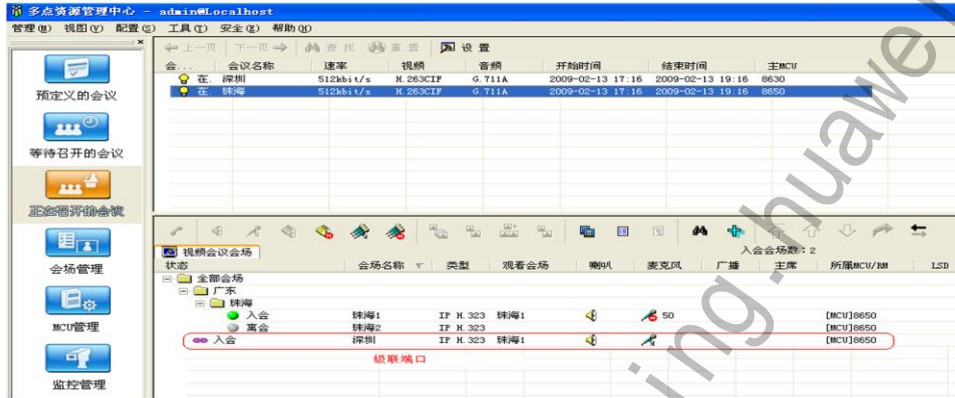 多点资源管理中心 - admin@Localhost
管理(M) 视图(V) 配置(S) 工具(T) 安全(E) 帮助(H)
上一页 下一页 查 找 重 置 设 置
会... 会议名称 速率 视频 音频 开始时间 结束时间 主MCU
在. 深圳 512kbit/s H.263CIF G.711A 2009-02-13 17:16 2009-02-13 19:16 8630
在. 珠海 512kbit/s H.263CIF G.711A 2009-02-13 17:16 2009-02-13 19:16 8650
预定义的会议
等待召开的会议
正在召开的会议
会场管理
MCU管理
监控管理
视频会议会场
入会会场数：2
状态 会场名称 类型 观看会场 喇叭 麦克风 广播 主席 所属MCU/RM LSD
全部会场
广东
珠海
入会 珠海1 IP H.323 珠海1 50 [MCU]8650
离会 珠海2 IP H.323 [MCU]8650
入会 深圳 IP H.323 珠海1 [MCU]8650
级联端口
ing.huawe